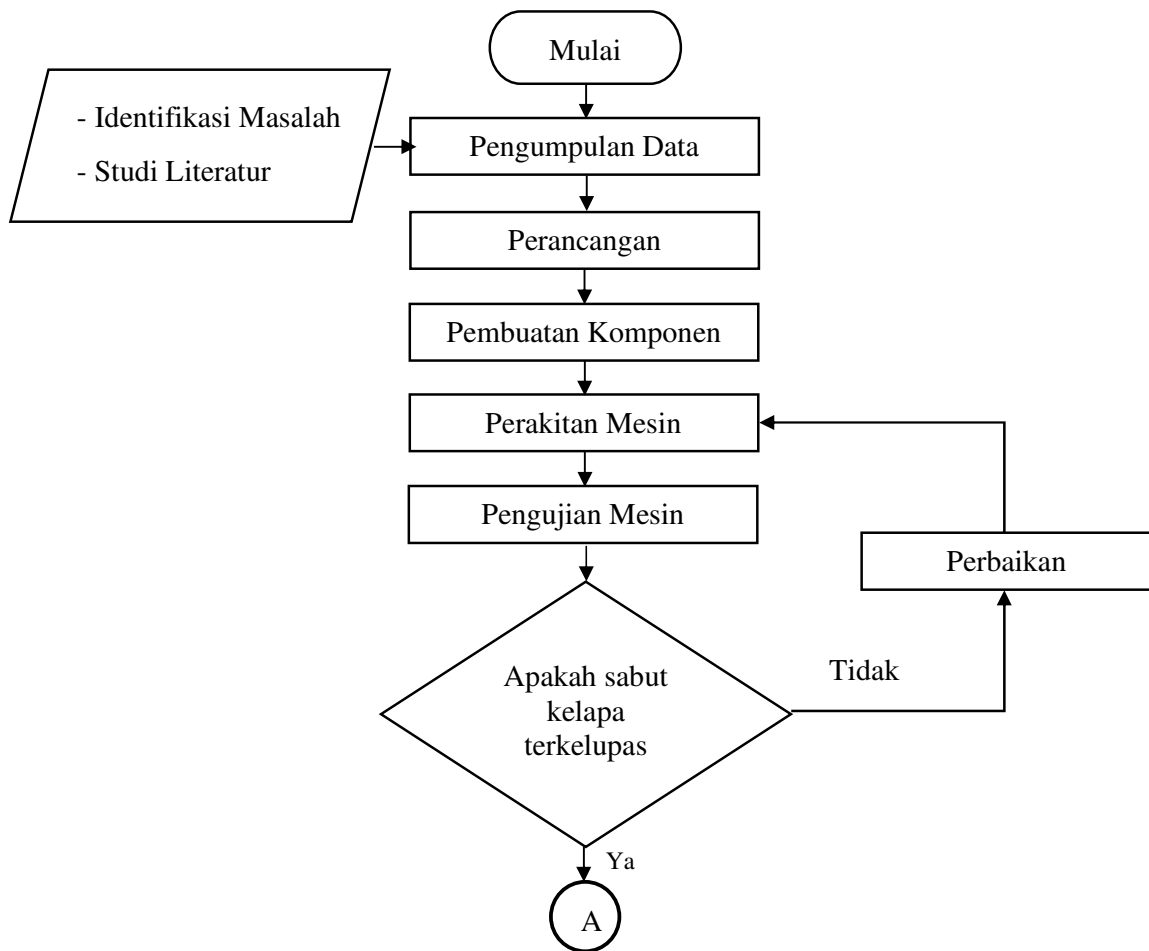 Mulai
- Identifikasi Masalah
- Studi Literatur
Pengumpulan Data
Perancangan
Pembuatan Komponen
Perakitan Mesin
Pengujian Mesin
Perbaikan
Apakah sabut
kelapa
terkelupas
Tidak
Ya
A